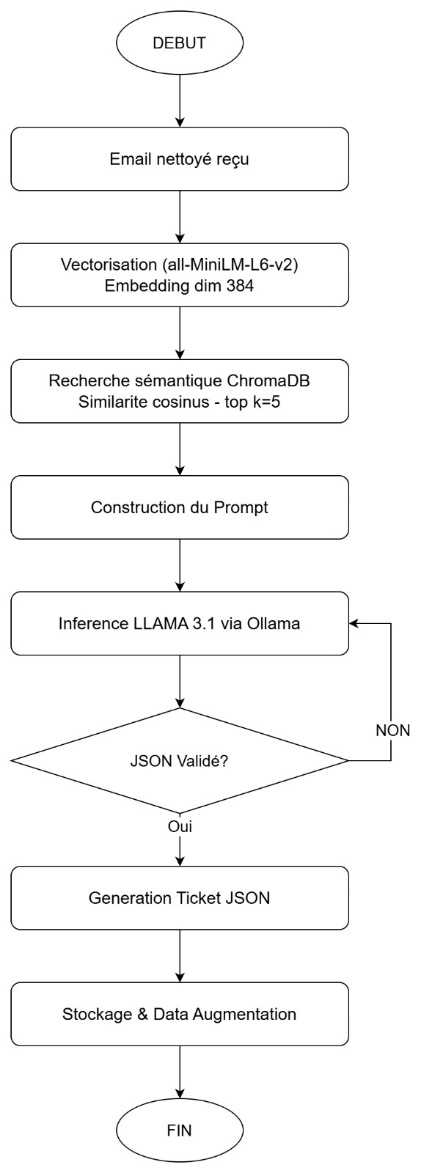 DEBUT
Email nettoyé reçu
Vectorisation (all-MiniLM-L6-v2)
Embedding dim 384
Recherche sémantique ChromaDB
Similarite cosinus - top k=5
Construction du Prompt
Inference LLAMA 3.1 via Ollama
NON
JSON Validé?
Oui
Generation Ticket JSON
Stockage & Data Augmentation
FIN